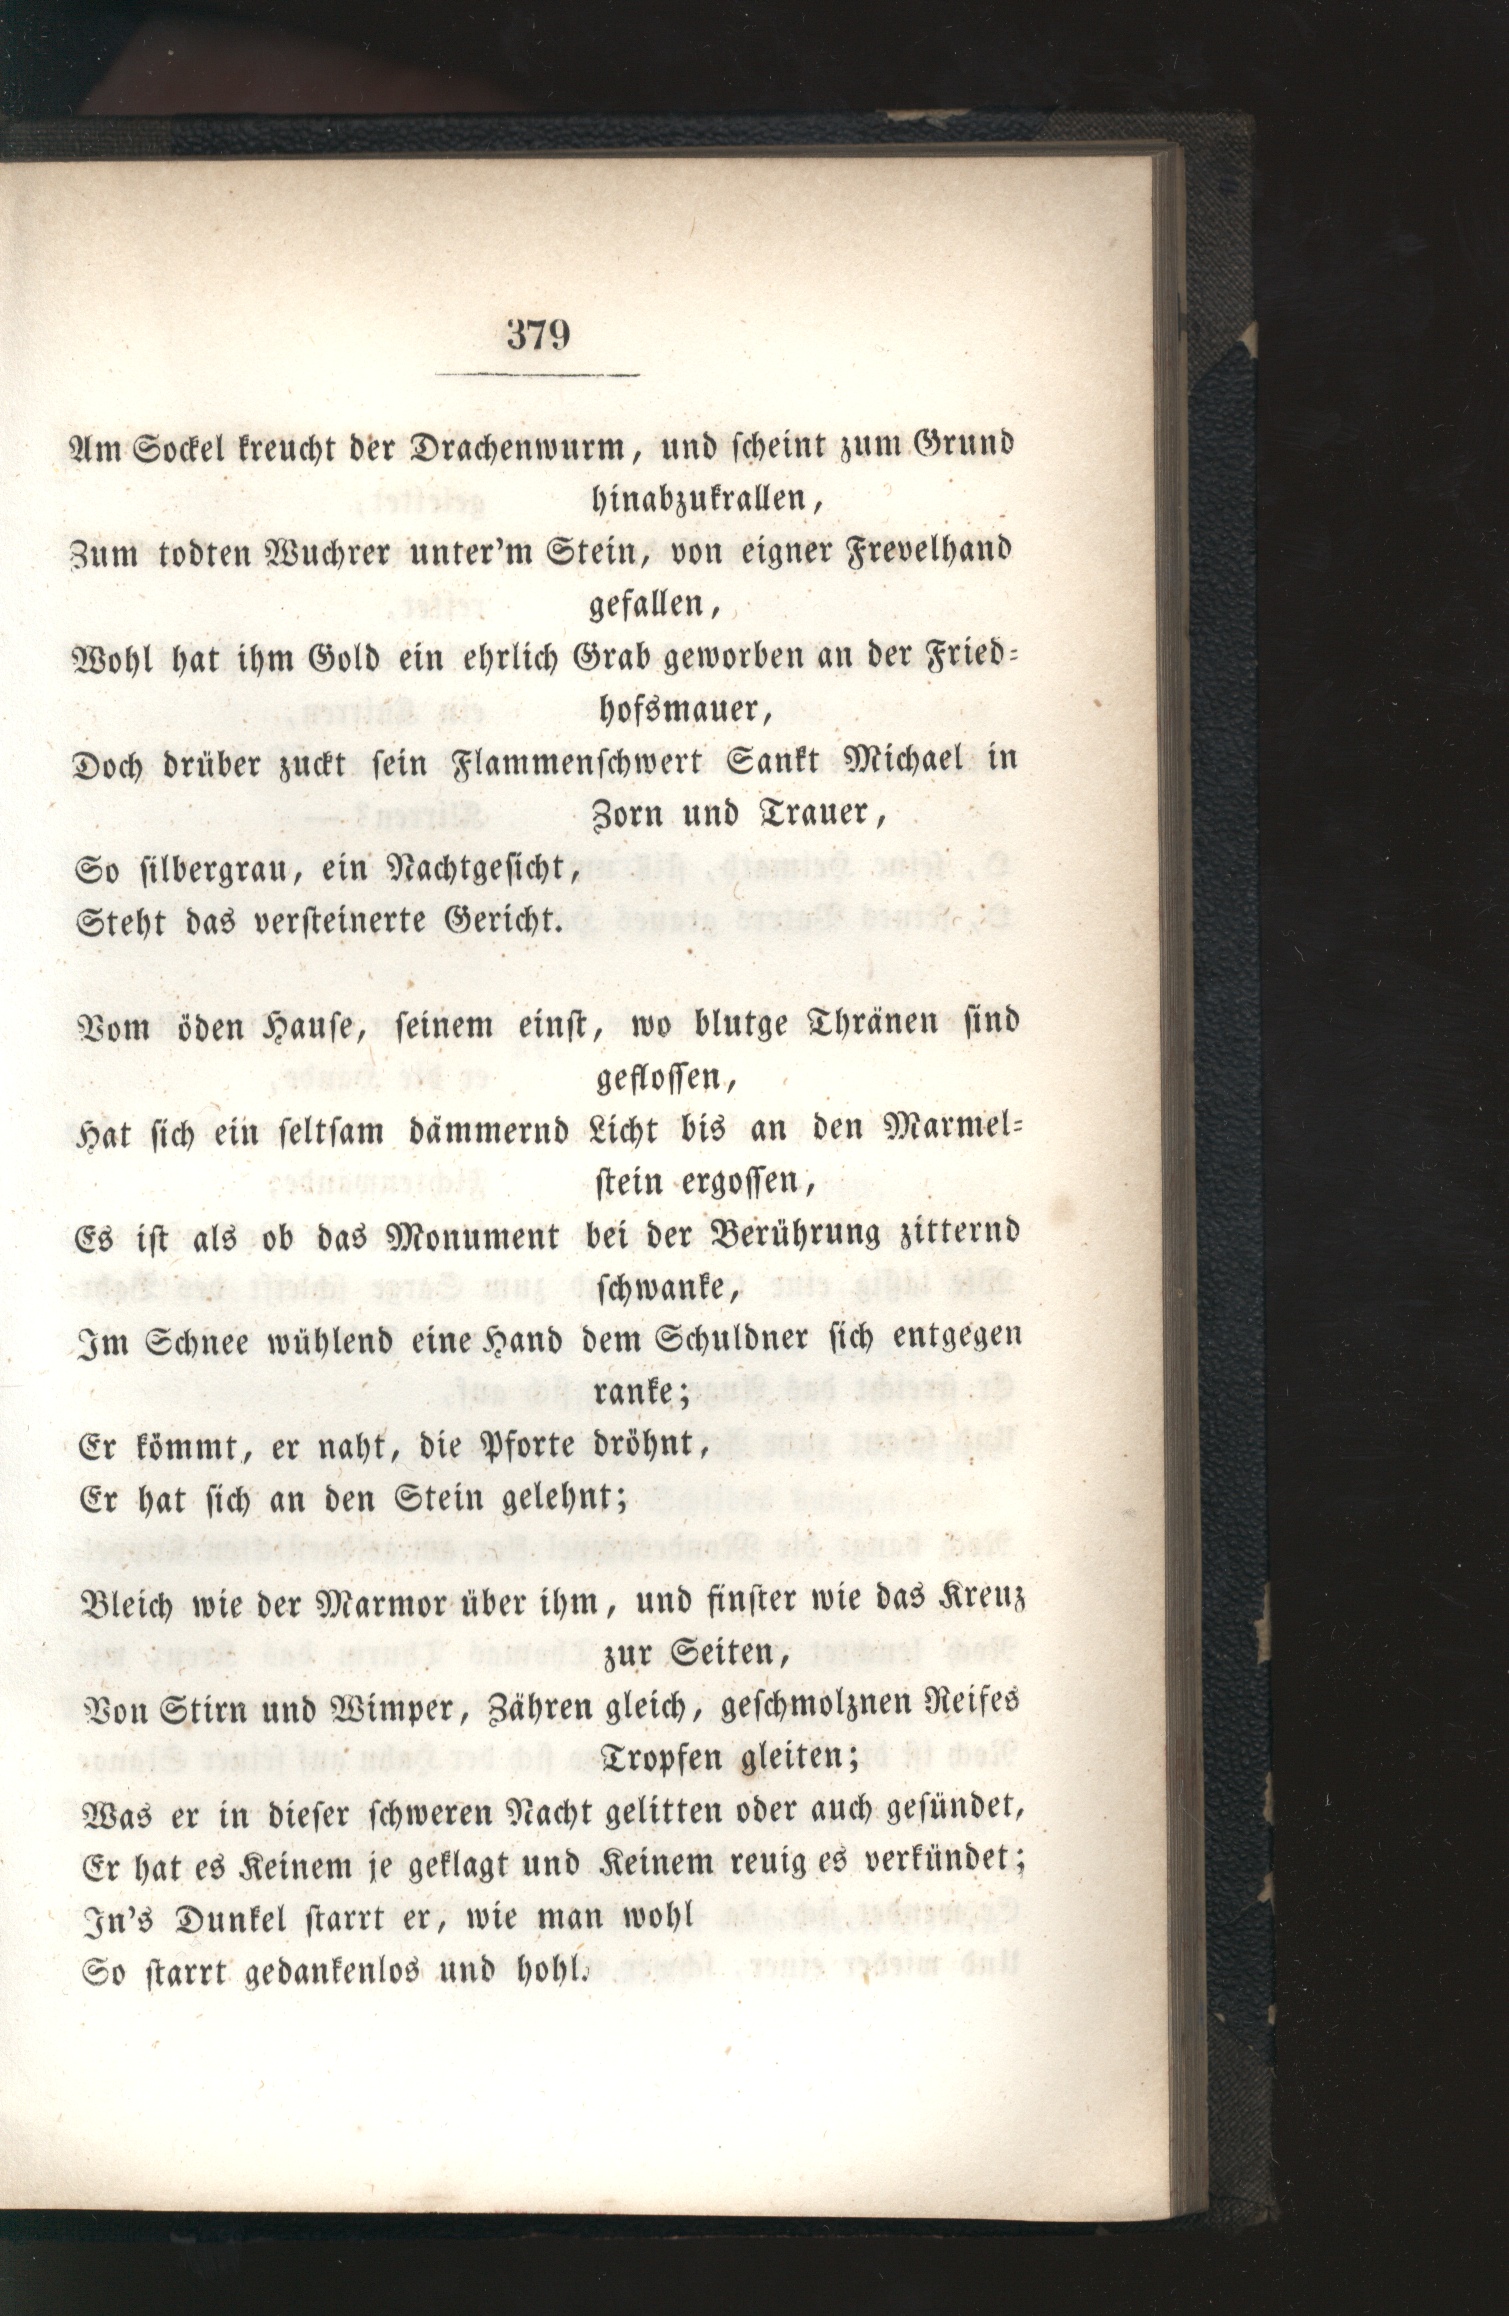 379
Am Sockel kreucht der Drachenwurm, und scheint zum Grund
hinabzukrallen,
Zum todten Wuchrer unter'm Stein, von eigner Frevelhand
gefallen,
Wohl hat ihm Gold ein ehrlich Grab geworben an der Fried-
hofsmauer,
Doch drüber zuckt sein Flammenschwert Sankt Michael in
Zorn und Trauer,
So silbergrau, ein Nachtgesicht,
Steht das versteinerte Gericht.
Vom öden Hause, seinem einst, wo blutge Thränen sind
geflossen,
Hat sich ein seltsam dämmernd Licht bis an den Marmel-
stein ergossen,
Es ist als ob das Monument bei der Berührung zitternd
schwanke,
Im Schnee wühlend eine Hand dem Schuldner sich entgegen
ranke;
Er kömmt, er naht, die Pforte dröhnt,
Er hat sich an den Stein gelehnt;
Bleich wie der Marmor über ihm, und finster wie das Kreuz
zur Seiten,
Von Stirn und Wimper, Zähren gleich, geschmolznen Reifes
Tropfen gleiten;
Was er in dieser schweren Nacht gelitten oder auch gesündet,
Er hat es Keinem je geklagt und Keinem reuig es verkündet;
In's Dunkel starrt er, wie man wohl
So starrt gedankenlos und hohl.